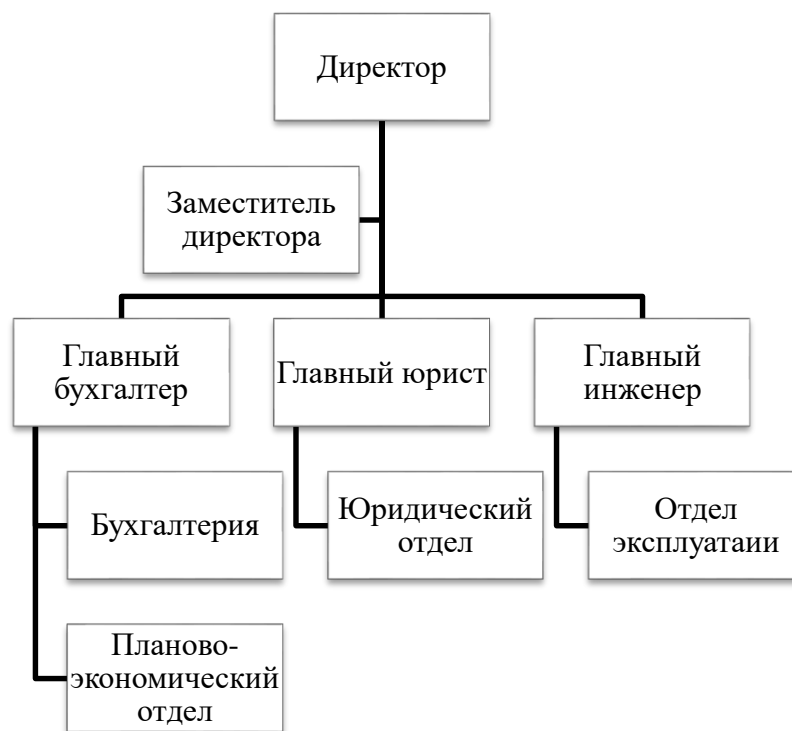 Директор
Заместитель
директора
Главный
бухгалтер
Главный юрист
Главный
инженер
Бухгалтерия
Юридический
отдел
Отдел
эксплуатаии
Планово-
экономический
отдел